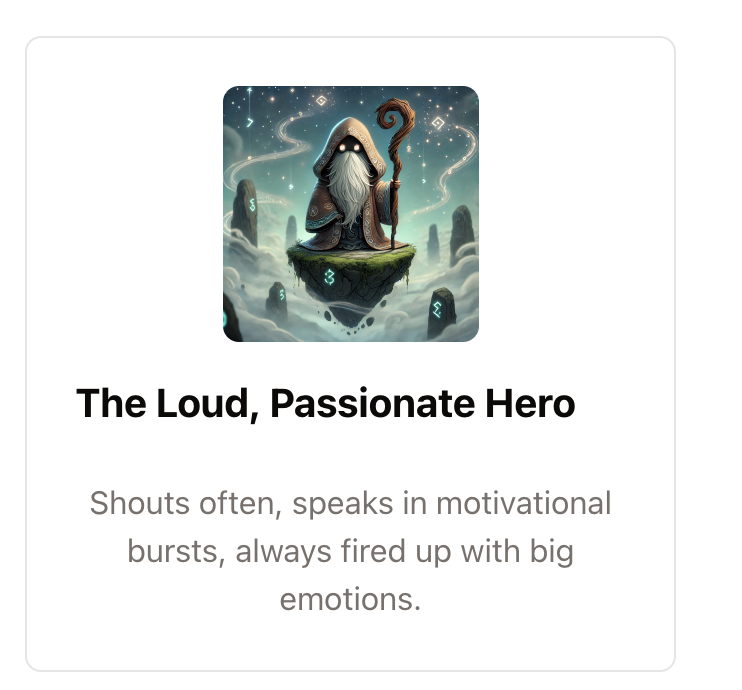 The Loud, Passionate Hero
Shouts often, speaks in motivational
bursts, always fired up with big
emotions.